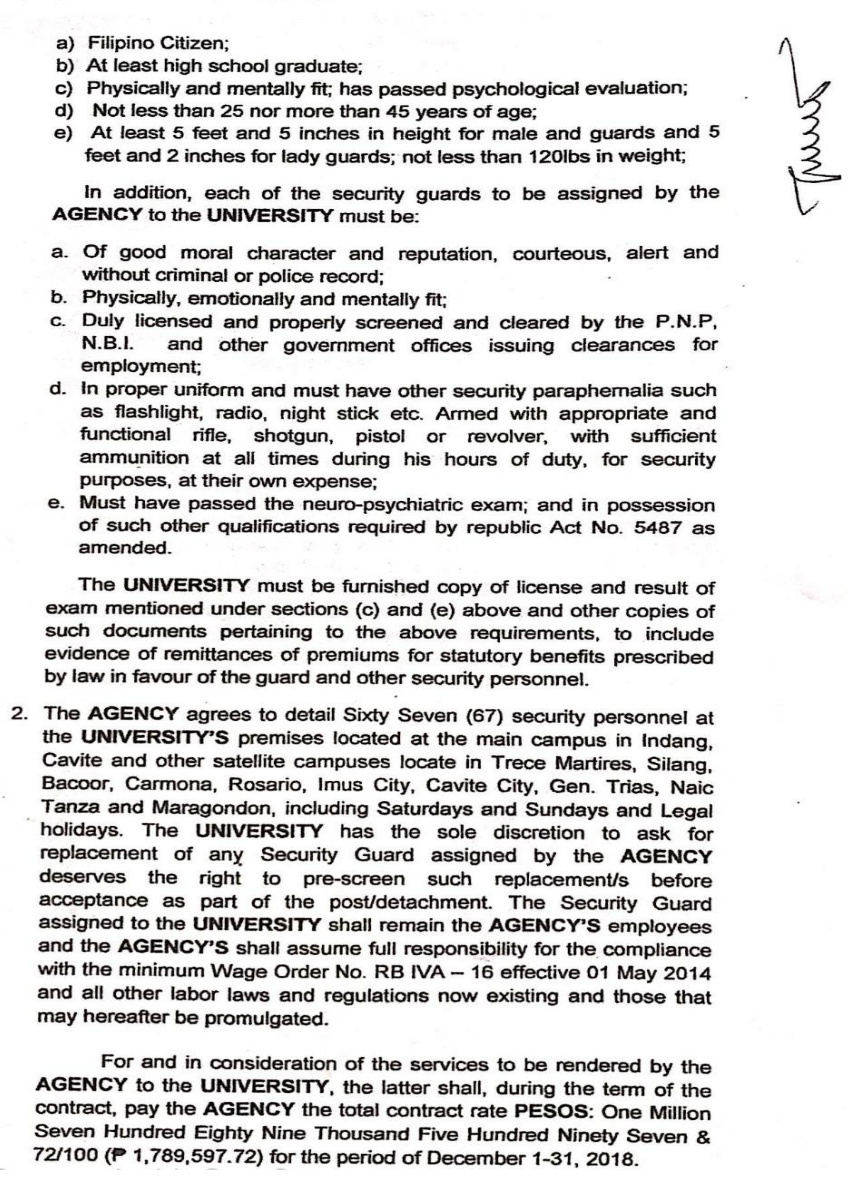 a) Filipino Citizen;
b) At least high school graduate;
c) Physically and mentally fit; has passed psychological evaluation;
d) Not less than 25 nor more than 45 years of age;
e) At least 5 feet and 5 inches in height for male and guards and 5
feet and 2 inches for lady guards; not less than 120lbs in weight;
In addition, each of the security guards to be assigned by the
AGENCY to the UNIVERSITY must be:
a. Of good moral character and reputation, courteous, alert and
without criminal or police record;
b. Physically, emotionally and mentally fit;
c. Duly licensed and properly screened and cleared by the P.N.P,
N.B.I. and other government offices issuing clearances for
employment;
d. In proper uniform and must have other security paraphernalia such
as flashlight, radio, night stick etc. Armed with appropriate and
functional rifle, shotgun, pistol or revolver, with sufficient
ammunition at all times during his hours of duty, for security
purposes, at their own expense;
e. Must have passed the neuro-psychiatric exam; and in possession
of such other qualifications required by republic Act No. 5487 as
amended.
The UNIVERSITY must be furnished copy of license and result of
exam mentioned under sections (c) and (e) above and other copies of
such documents pertaining to the above requirements, to include
evidence of remittances of premiums for statutory benefits prescribed
by law in favour of the guard and other security personnel.
2. The AGENCY agrees to detail Sixty Seven (67) security personnel at
the UNIVERSITY'S premises located at the main campus in Indang,
Cavite and other satellite campuses locate in Trece Martires, Silang,
Bacoor, Carmona, Rosario, Imus City, Cavite City, Gen. Trias, Naic
Tanza and Maragondon, including Saturdays and Sundays and Legal
holidays. The UNIVERSITY has the sole discretion to ask for
replacement of any Security Guard assigned by the AGENCY
deserves the right to pre-screen such replacement/s before
acceptance as part of the post/detachment. The Security Guard
assigned to the UNIVERSITY shall remain the AGENCY'S employees
and the AGENCY'S shall assume full responsibility for the compliance
with the minimum Wage Order No. RB IVA – 16 effective 01 May 2014
and all other labor laws and regulations now existing and those that
may hereafter be promulgated.
For and in consideration of the services to be rendered by the
AGENCY to the UNIVERSITY, the latter shall, during the term of the
contract, pay the AGENCY the total contract rate PESOS: One Million
Seven Hundred Eighty Nine Thousand Five Hundred Ninety Seven &
72/100 (₱ 1,789,597.72) for the period of December 1-31, 2018.